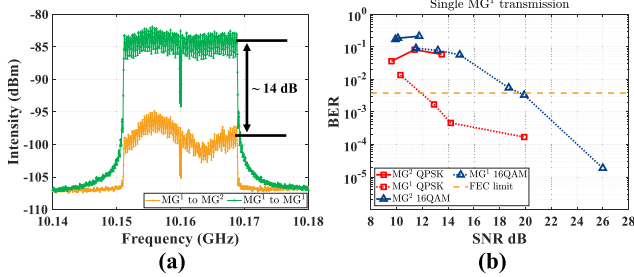 Single MG¹ transmission
-80
-85
-90
-95
-100
-105
-110
Intensity (dBm)
~ 14 dB
MG¹ to MG² MG¹ to MG¹
10.14 10.15 10.16 10.17 10.18
Frequency (GHz)
(a)
10⁰
10⁻¹
10⁻²
10⁻³
10⁻⁴
10⁻⁵
BER
MG² QPSK MG¹ 16QAM
MG¹ QPSK FEC limit
MG² 16QAM
8 10 12 14 16 18 20 22 24 26 28
SNR dB
(b)